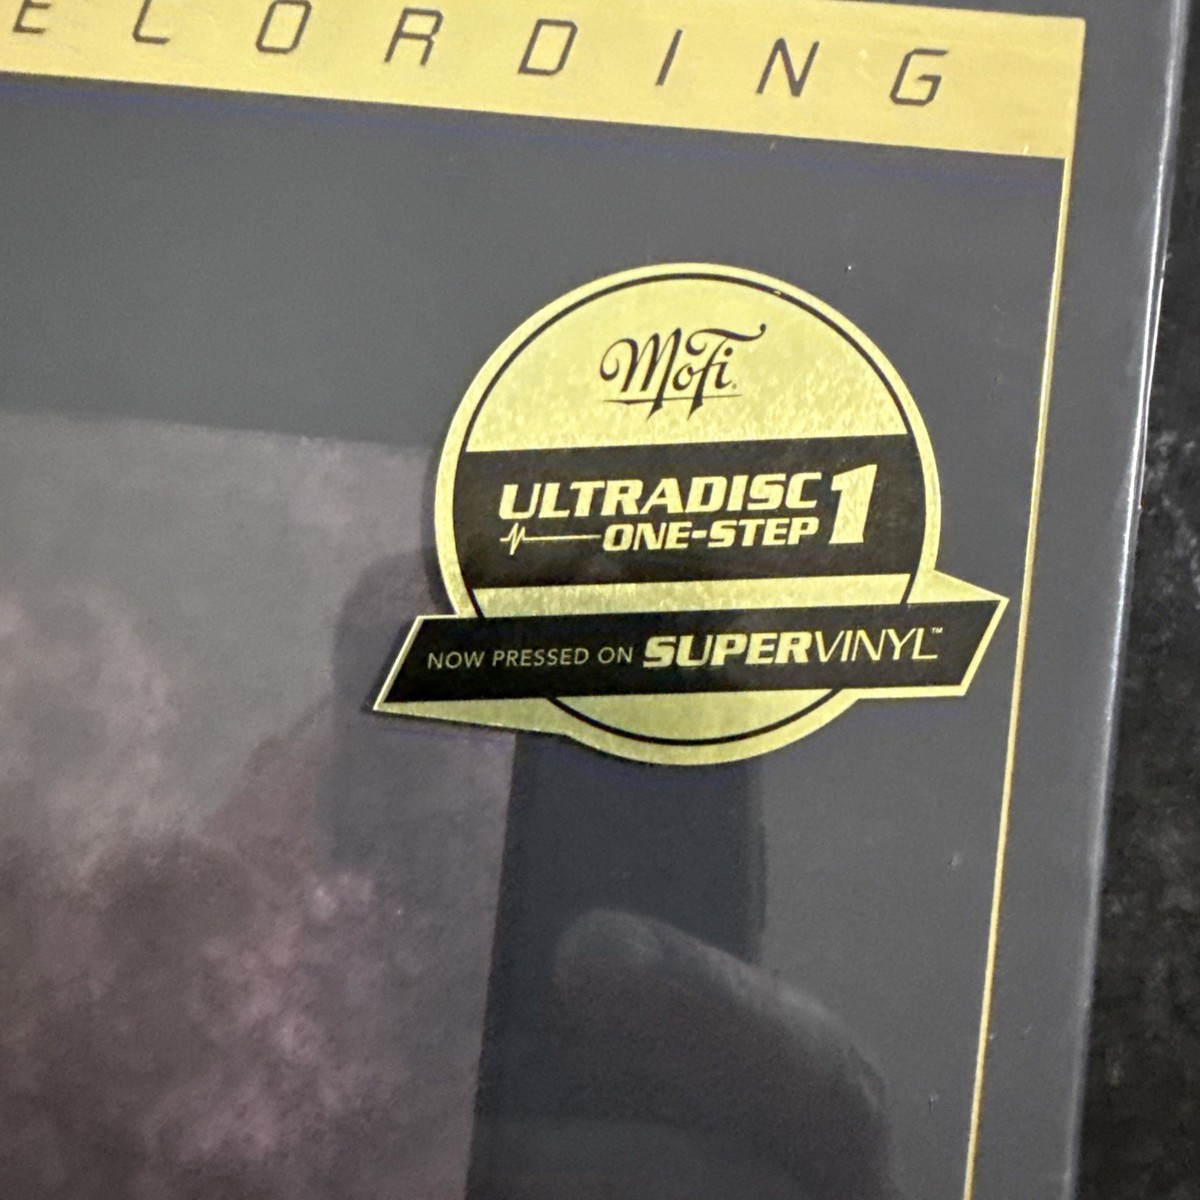 ECORDING
MoFi
ULTRADISC 1
ONE-STEP
NOW PRESSED ON SUPERVINYL™